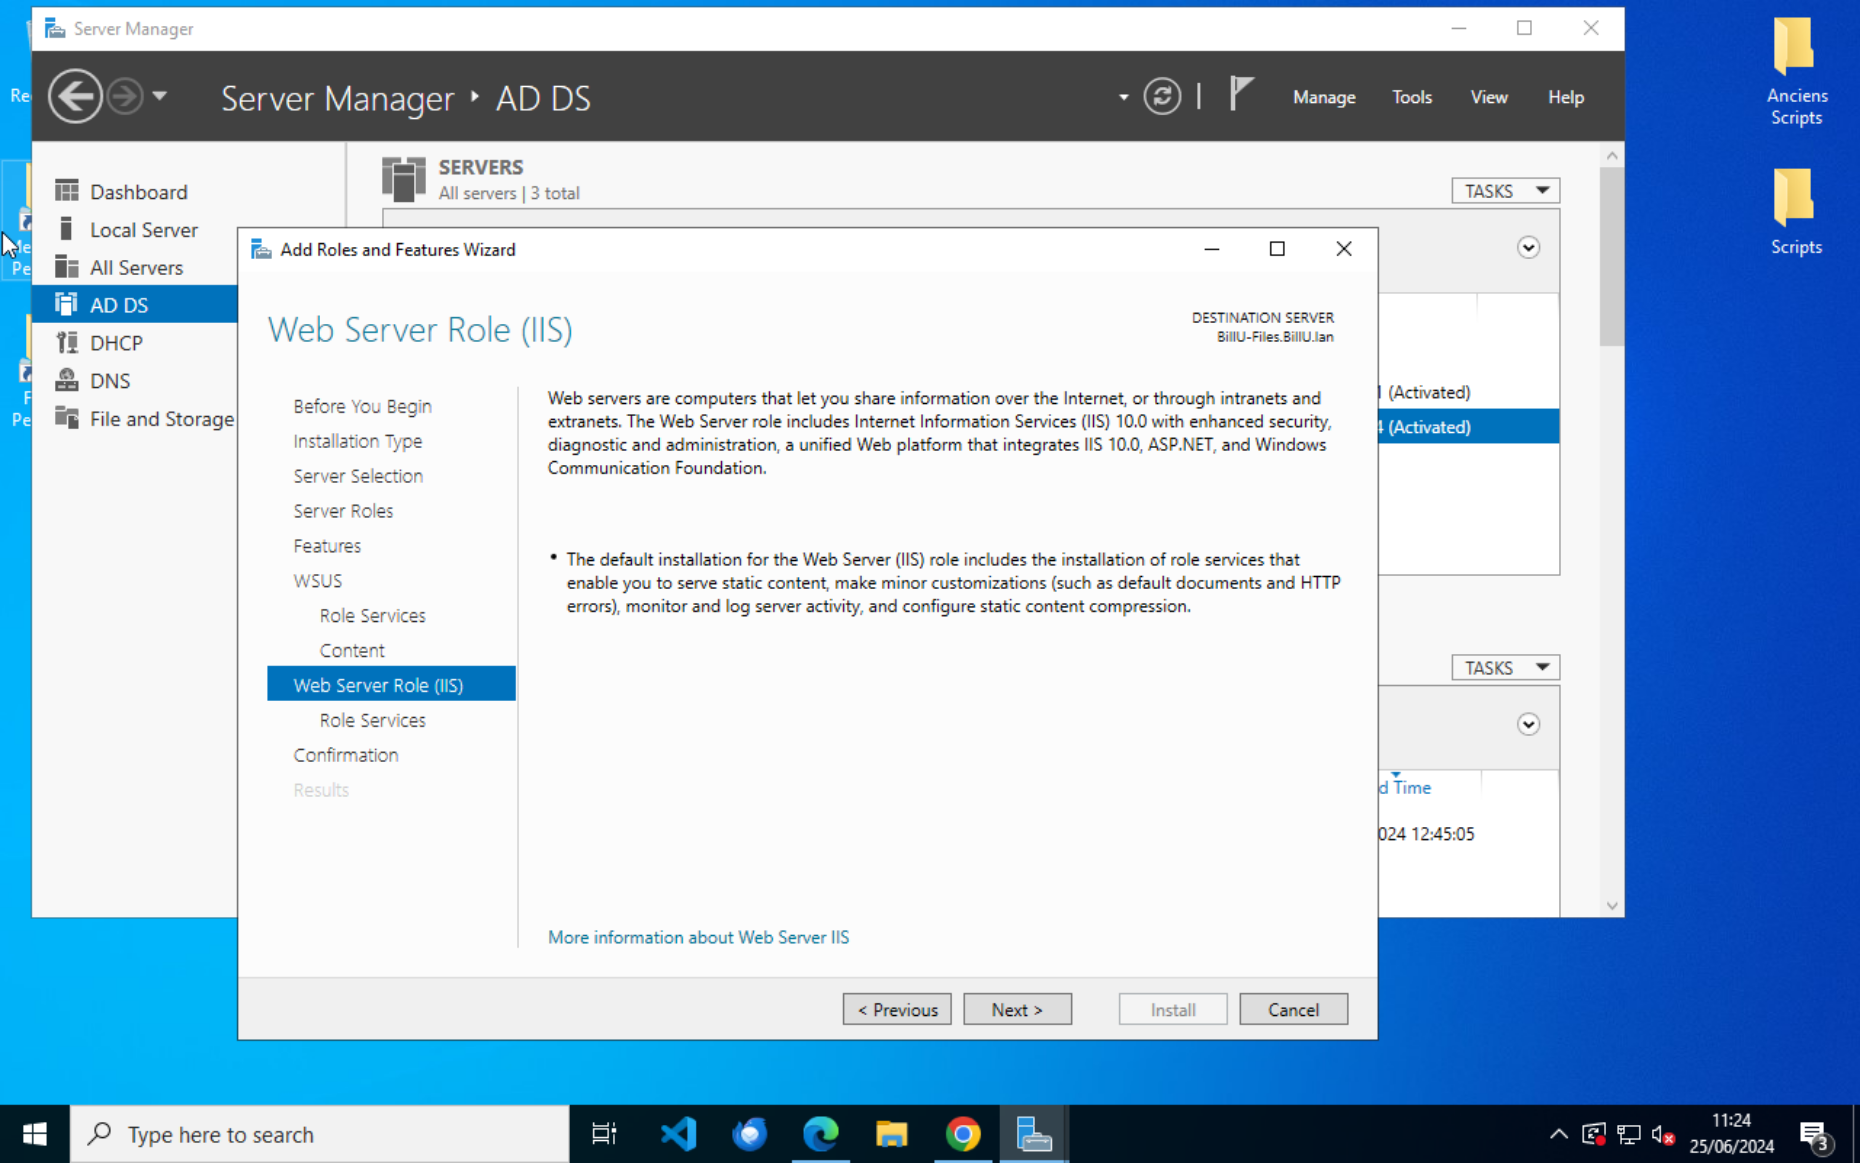 Server Manager
Server Manager ‣ AD DS
Manage
Tools
View
Help
Dashboard
Local Server
All Servers
AD DS
DHCP
DNS
File and Storage
SERVERS
All servers | 3 total
TASKS
(Activated)
(Activated)
TASKS
d Time
024 12:45:05
Add Roles and Features Wizard
Web Server Role (IIS)
DESTINATION SERVER
BillU-Files.BillU.lan
Before You Begin
Installation Type
Server Selection
Server Roles
Features
WSUS
Role Services
Content
Web Server Role (IIS)
Role Services
Confirmation
Results
Web servers are computers that let you share information over the Internet, or through intranets and
extranets. The Web Server role includes Internet Information Services (IIS) 10.0 with enhanced security,
diagnostic and administration, a unified Web platform that integrates IIS 10.0, ASP.NET, and Windows
Communication Foundation.
• The default installation for the Web Server (IIS) role includes the installation of role services that
enable you to serve static content, make minor customizations (such as default documents and HTTP
errors), monitor and log server activity, and configure static content compression.
More information about Web Server IIS
< Previous
Next >
Install
Cancel
Anciens
Scripts
Scripts
Re
Pe
F
Pe
Type here to search
11:24
25/06/2024
3